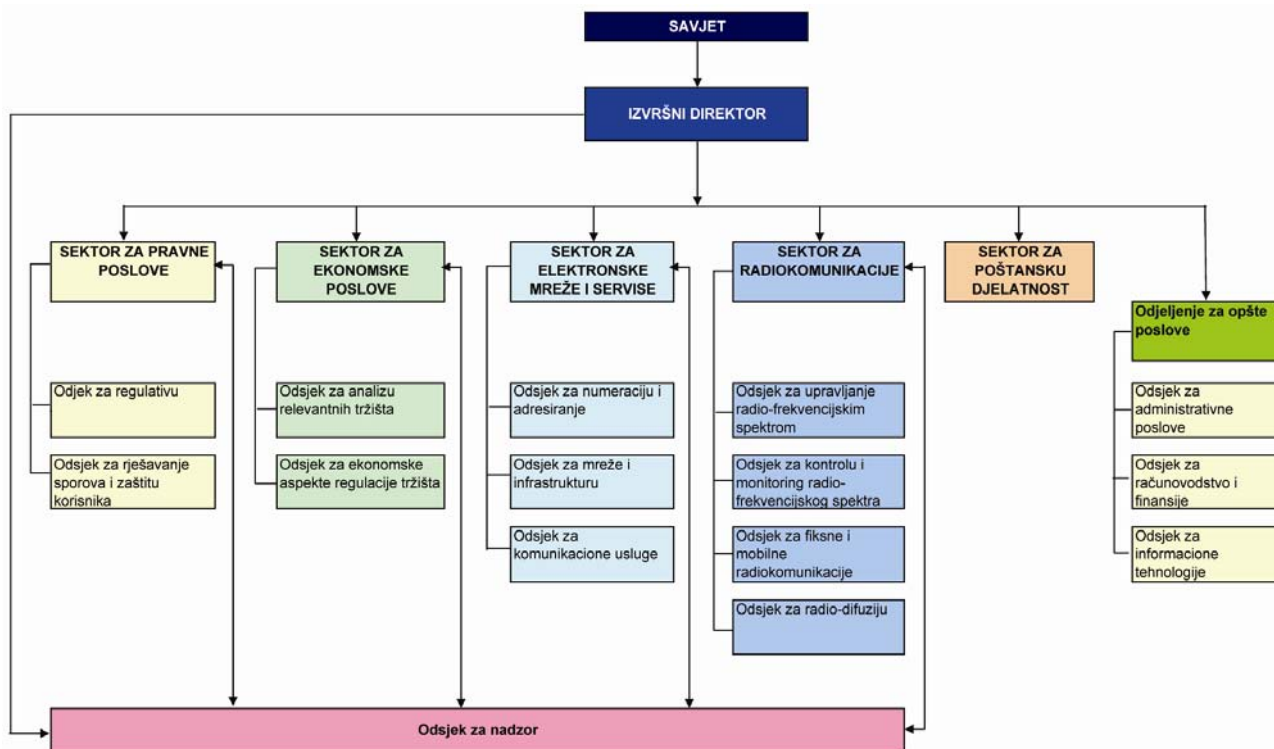 SAVJET
IZVRŠNI DIREKTOR
SEKTOR ZA PRAVNE
POSLOVE
Odjek za regulativu
Odsjek za rješavanje
sporova i zaštitu
korisnika
SEKTOR ZA
EKONOMSKE
POSLOVE
Odsjek za analizu
relevantnih tržišta
Odsjek za ekonomske
aspekte regulacije tržišta
SEKTOR ZA
ELEKTRONSKE
MREŽE I SERVISE
Odsjek za numeraciju i
adresiranje
Odsjek za mreže i
infrastrukturu
Odsjek za
komunikacione usluge
SEKTOR ZA
RADIOKOMUNIKACIJE
Odsjek za upravljanje
radio-frekvencijskim
spektrom
Odsjek za kontrolu i
monitoring radio-
frekvencijskog spektra
Odsjek za fiksne i
mobilne
radiokomunikacije
Odsjek za radio-difuziju
SEKTOR ZA
POŠTANSKU
DJELATNOST
Odjeljenje za opšte
poslove
Odsjek za
administrativne
poslove
Odsjek za
računovodstvo i
finansije
Odsjek za
informacione
tehnologije
Odsjek za nadzor